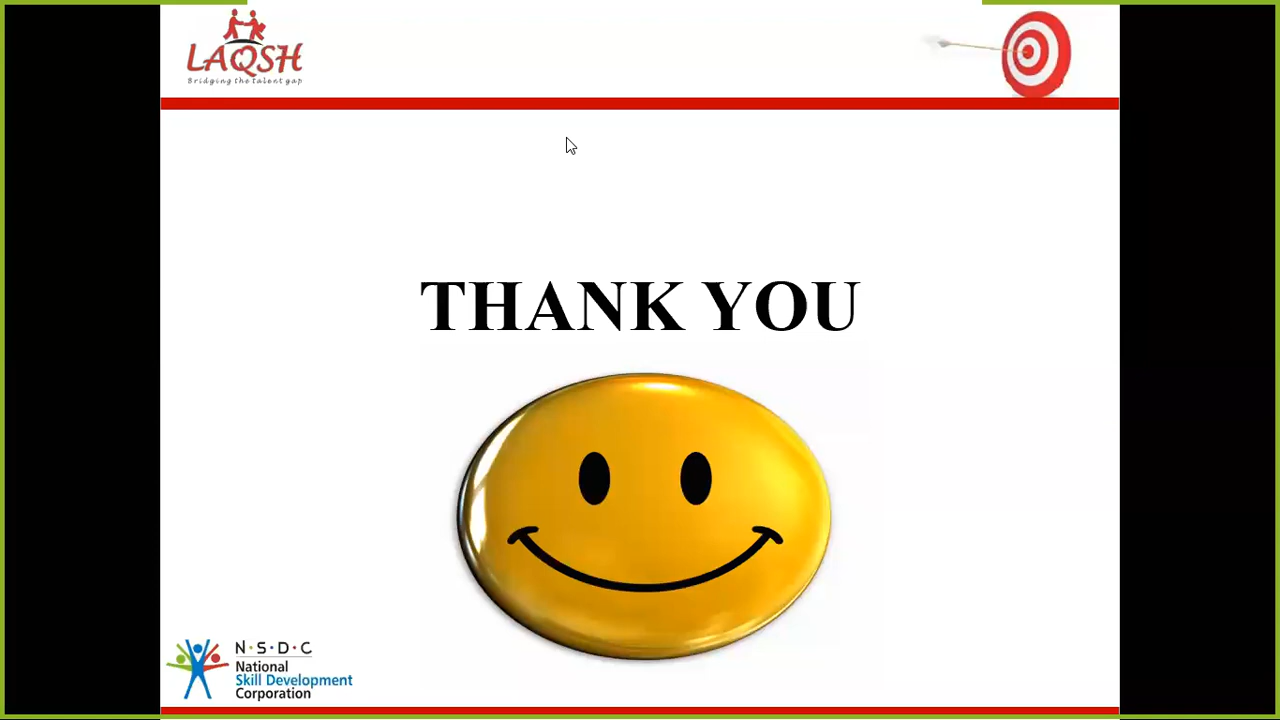 LAQSH
Bridging the talent gap
THANK YOU
N·S·D·C
National
Skill Development
Corporation